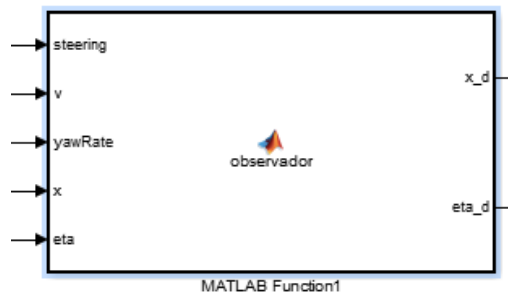 steering
v
yawRate
x
eta
observador
x_d
eta_d
MATLAB Function1